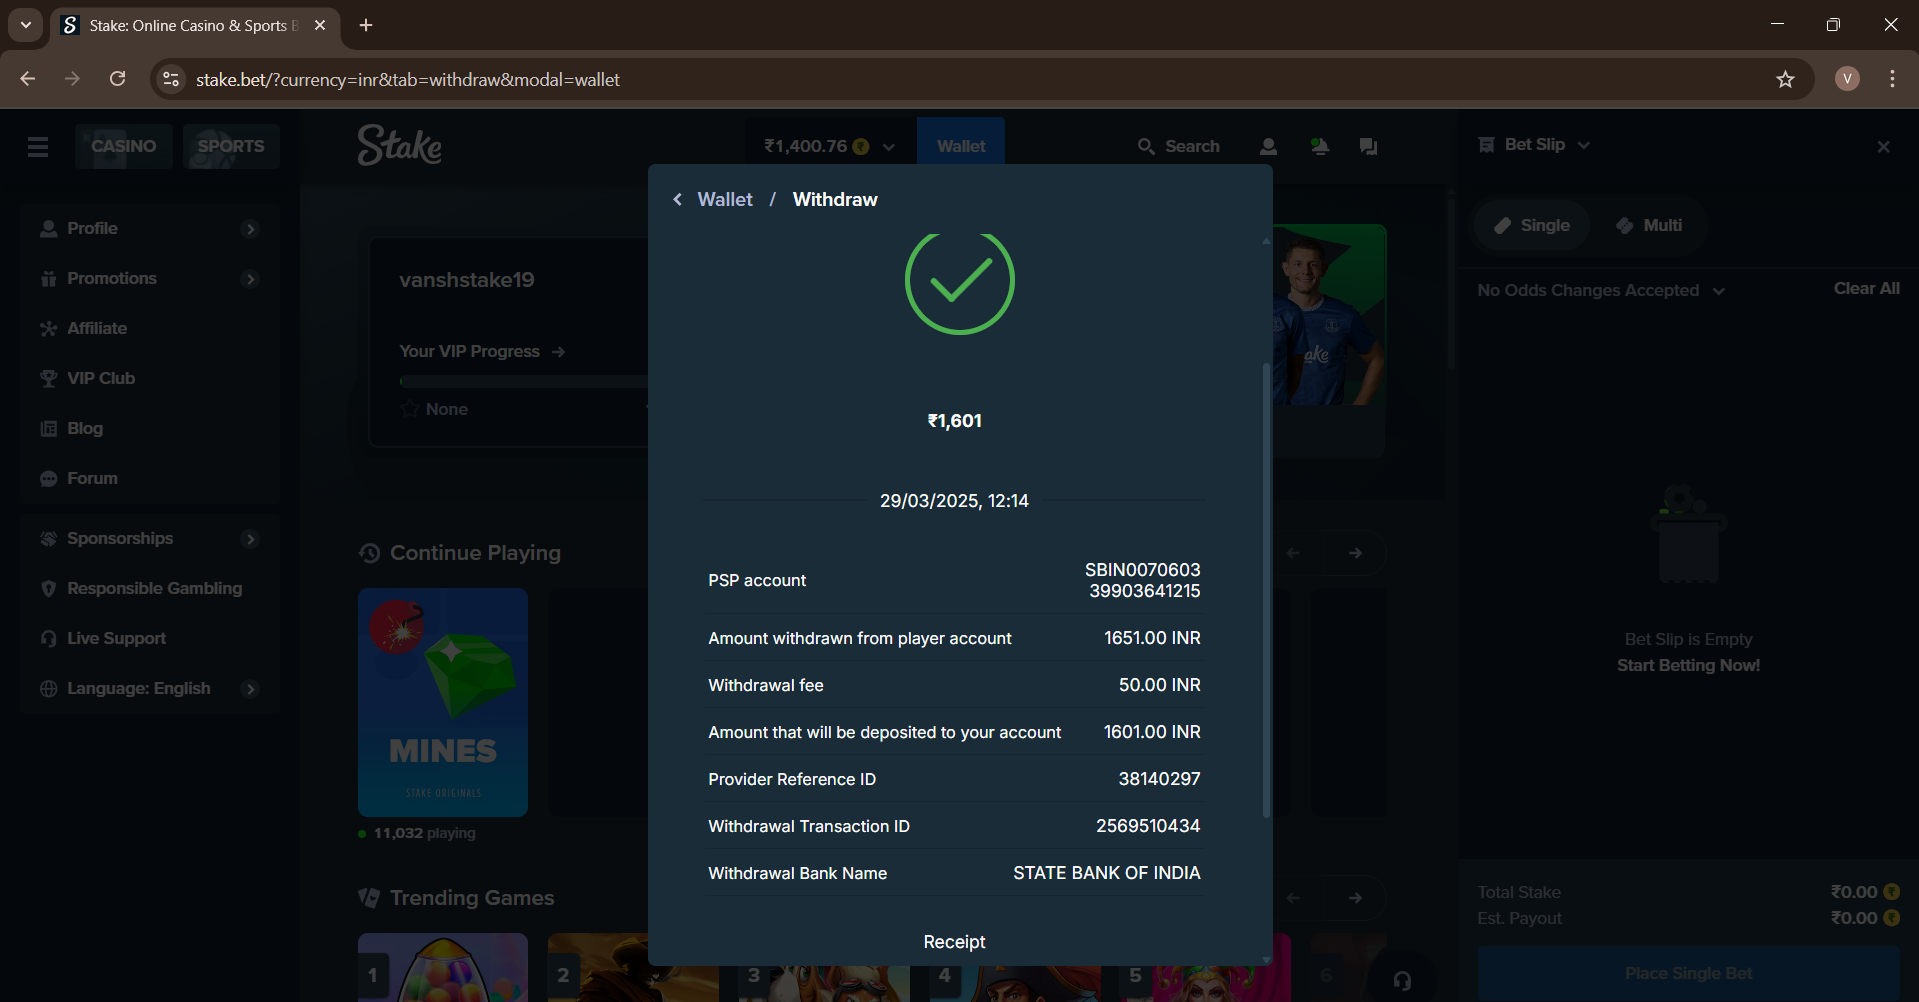 Stake: Online Casino & Sports B
stake.bet/?currency=inr&tab=withdraw&modal=wallet
V
CASINO
SPORTS
Stake
₹1,400.76
Wallet
Search
Bet Slip
Profile
Promotions
Affiliate
VIP Club
Blog
Forum
Sponsorships
Responsible Gambling
Live Support
Language: English
vanshstake19
Your VIP Progress
None
Continue Playing
MINES
STAKE ORIGINALS
11,032 playing
Trending Games
1
2
3
4
5
6
Wallet / Withdraw
₹1,601
29/03/2025, 12:14
PSP account SBIN0070603
39903641215
Amount withdrawn from player account 1651.00 INR
Withdrawal fee 50.00 INR
Amount that will be deposited to your account 1601.00 INR
Provider Reference ID 38140297
Withdrawal Transaction ID 2569510434
Withdrawal Bank Name STATE BANK OF INDIA
Receipt
Single
Multi
No Odds Changes Accepted
Clear All
Bet Slip is Empty
Start Betting Now!
Total Stake ₹0.00
Est. Payout ₹0.00
Place Single Bet